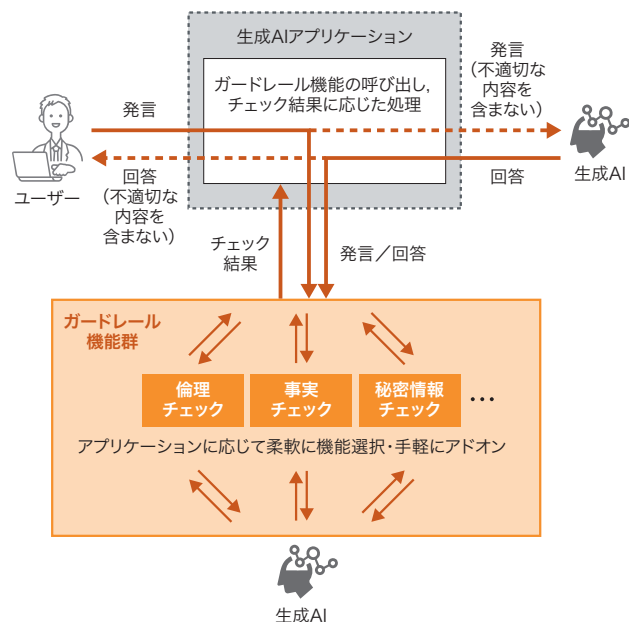 生成AIアプリケーション
ガードレール機能の呼び出し,
チェック結果に応じた処理
発言
発言
(不適切な
内容を
含まない)
ユーザー
回答
(不適切な
内容を
含まない)
回答
生成AI
チェック
結果
発言/回答
ガードレール
機能群
倫理
チェック
事実
チェック
秘密情報
チェック
…
アプリケーションに応じて柔軟に機能選択・手軽にアドオン
生成AI